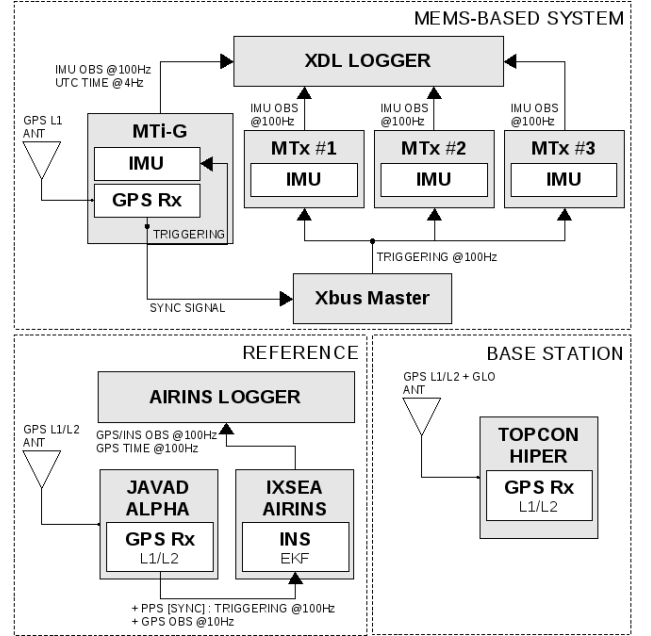 MEMS-BASED SYSTEM
XDL LOGGER
IMU OBS @100Hz
UTC TIME @4Hz
GPS L1
ANT
MTi-G
IMU
GPS Rx
TRIGGERING
IMU OBS
@100Hz
MTx #1
IMU
IMU OBS
@100Hz
MTx #2
IMU
IMU OBS
@100Hz
MTx #3
IMU
TRIGGERING @100Hz
SYNC SIGNAL
Xbus Master
REFERENCE
AIRINS LOGGER
GPS L1/L2
ANT
GPS/INS OBS @100Hz
GPS TIME @100Hz
JAVAD
ALPHA
GPS Rx
L1/L2
IXSEA
AIRINS
INS
EKF
+ PPS [SYNC] : TRIGGERING @100Hz
+ GPS OBS @10Hz
BASE STATION
GPS L1/L2 + GLO
ANT
TOPCON
HIPER
GPS Rx
L1/L2